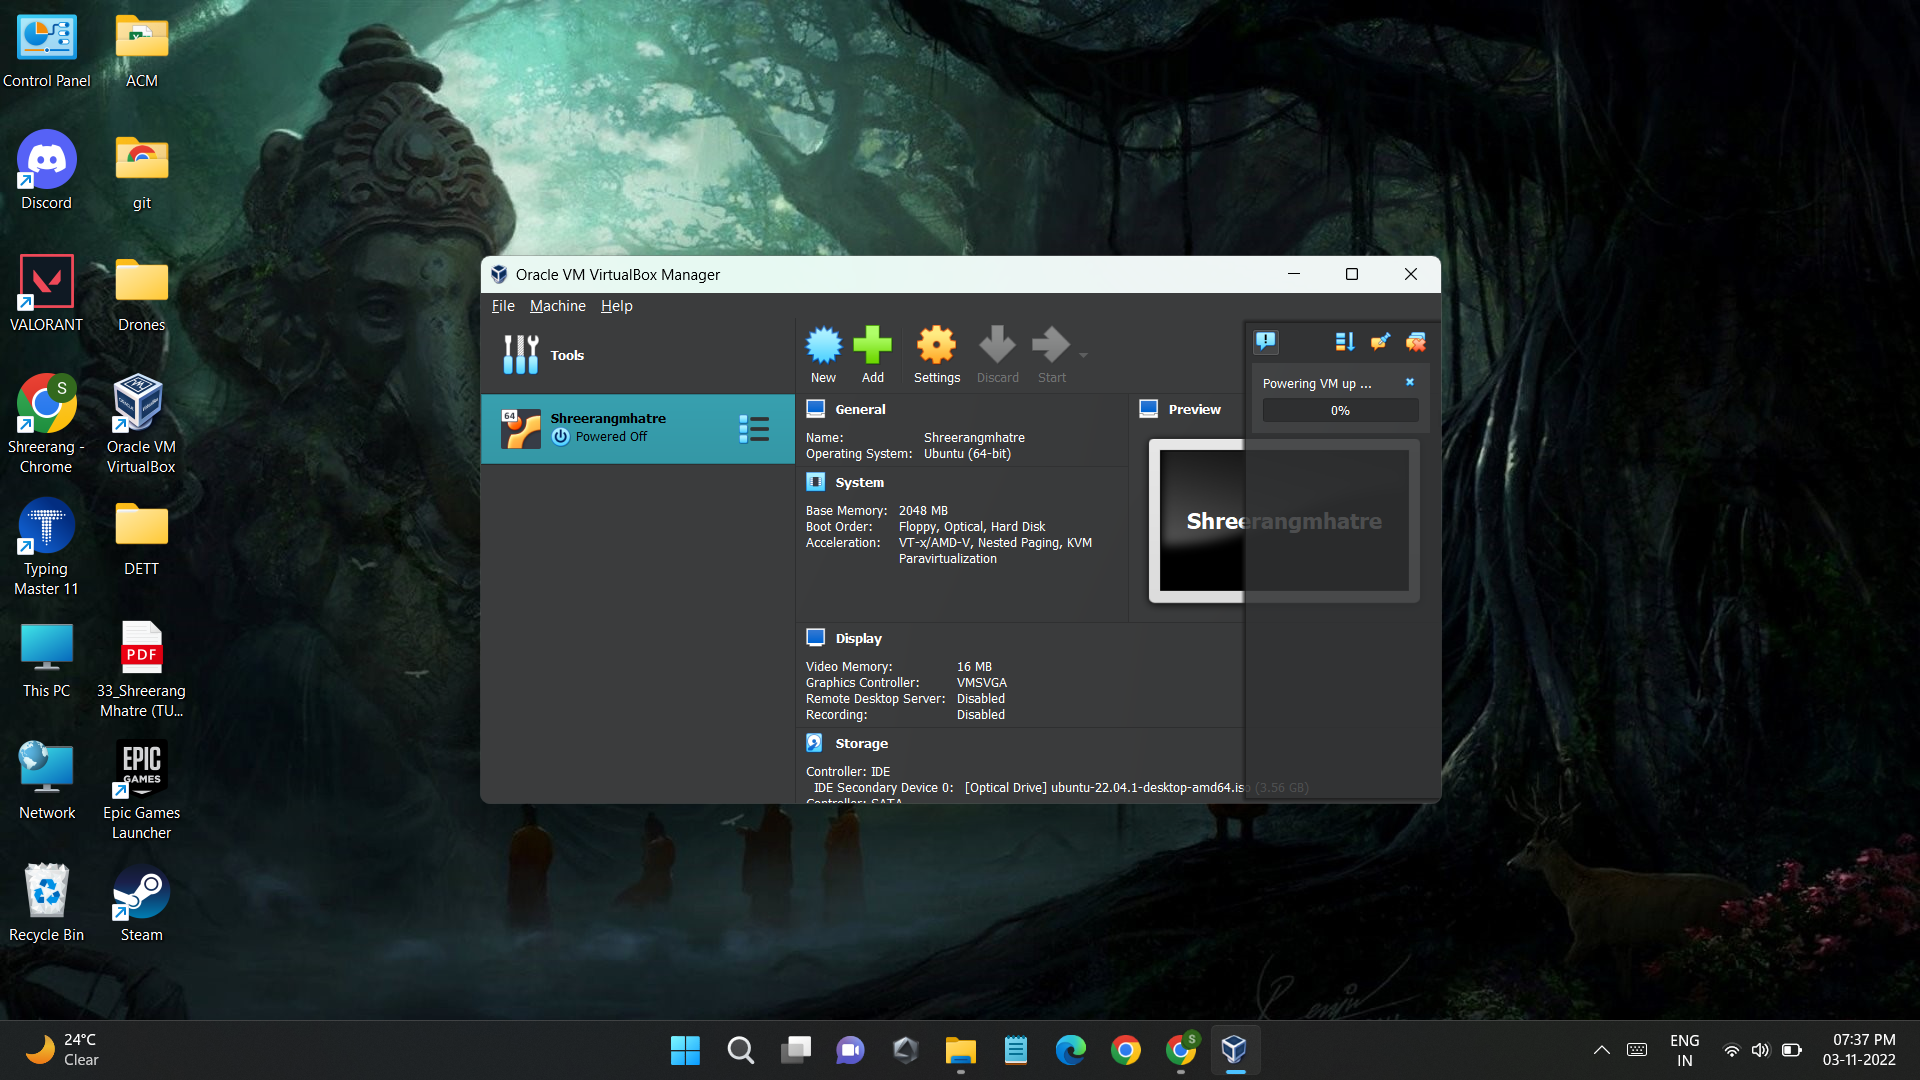 Control Panel
ACM
Discord
git
VALORANT
Drones
S
Shreerang -
Chrome
Oracle VM
VirtualBox
Typing
Master 11
DETT
This PC
PDF
33_Shreerang
Mhatre (TU...
Network
EPIC
GAMES
Epic Games
Launcher
Recycle Bin
Steam
Oracle VM VirtualBox Manager
File Machine Help
Tools
New
Add
Settings
Discard
Start
64
Shreerangmhatre
Powered Off
General
Name: Shreerangmhatre
Operating System: Ubuntu (64-bit)
System
Base Memory: 2048 MB
Boot Order: Floppy, Optical, Hard Disk
Acceleration: VT-x/AMD-V, Nested Paging, KVM
Paravirtualization
Preview
Shreerangmhatre
Powering VM up ...
0%
Display
Video Memory: 16 MB
Graphics Controller: VMSVGA
Remote Desktop Server: Disabled
Recording: Disabled
Storage
Controller: IDE
IDE Secondary Device 0: [Optical Drive] ubuntu-22.04.1-desktop-amd64.iso (3.56 GB)
Controller: SATA
24°C
Clear
S
ENG
IN
07:37 PM
03-11-2022